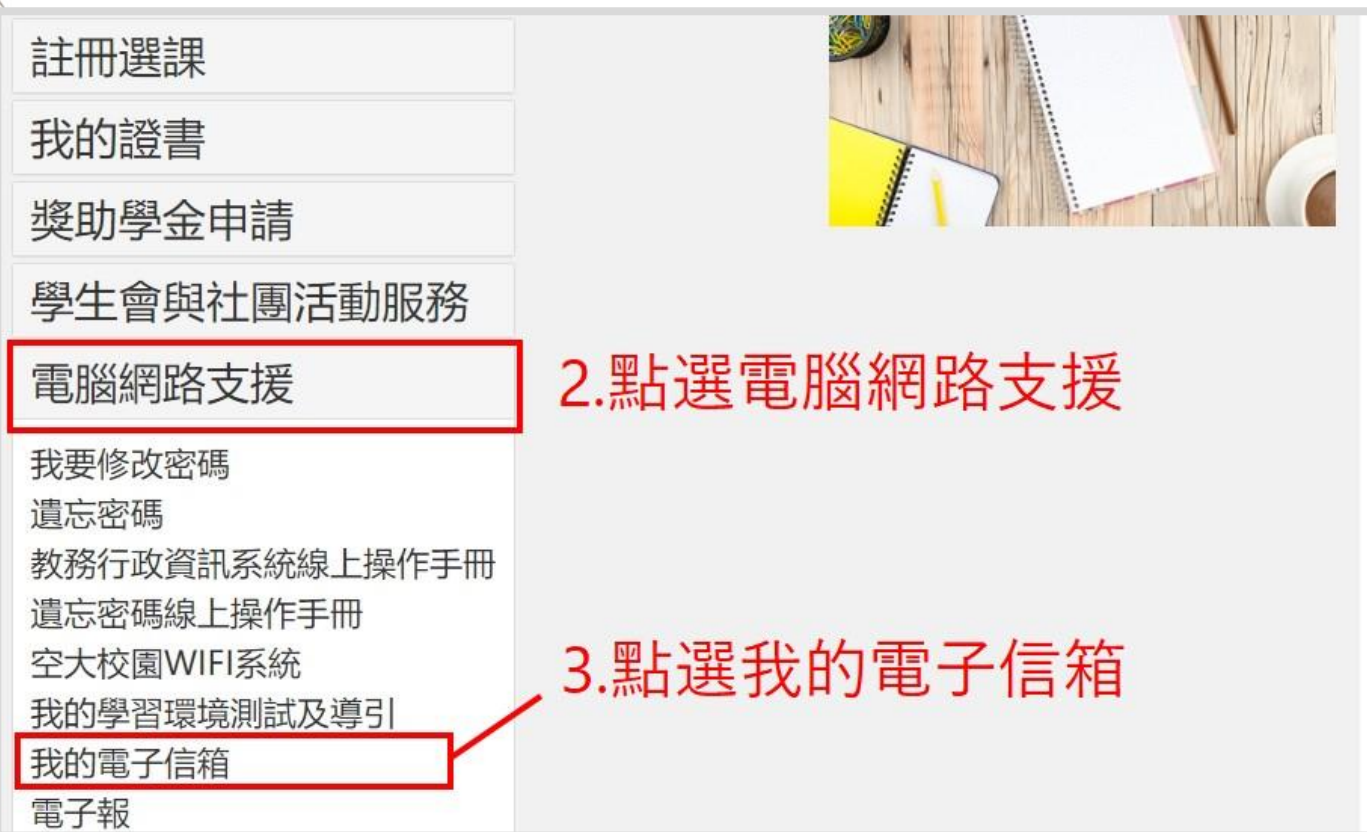 註冊選課
我的證書
獎助學金申請
學生會與社團活動服務
電腦網路支援
2.點選電腦網路支援
我要修改密碼
遺忘密碼
教務行政資訊系統線上操作手冊
遺忘密碼線上操作手冊
空大校園WIFI系統
3.點選我的電子信箱
我的學習環境測試及導引
我的電子信箱
電子報